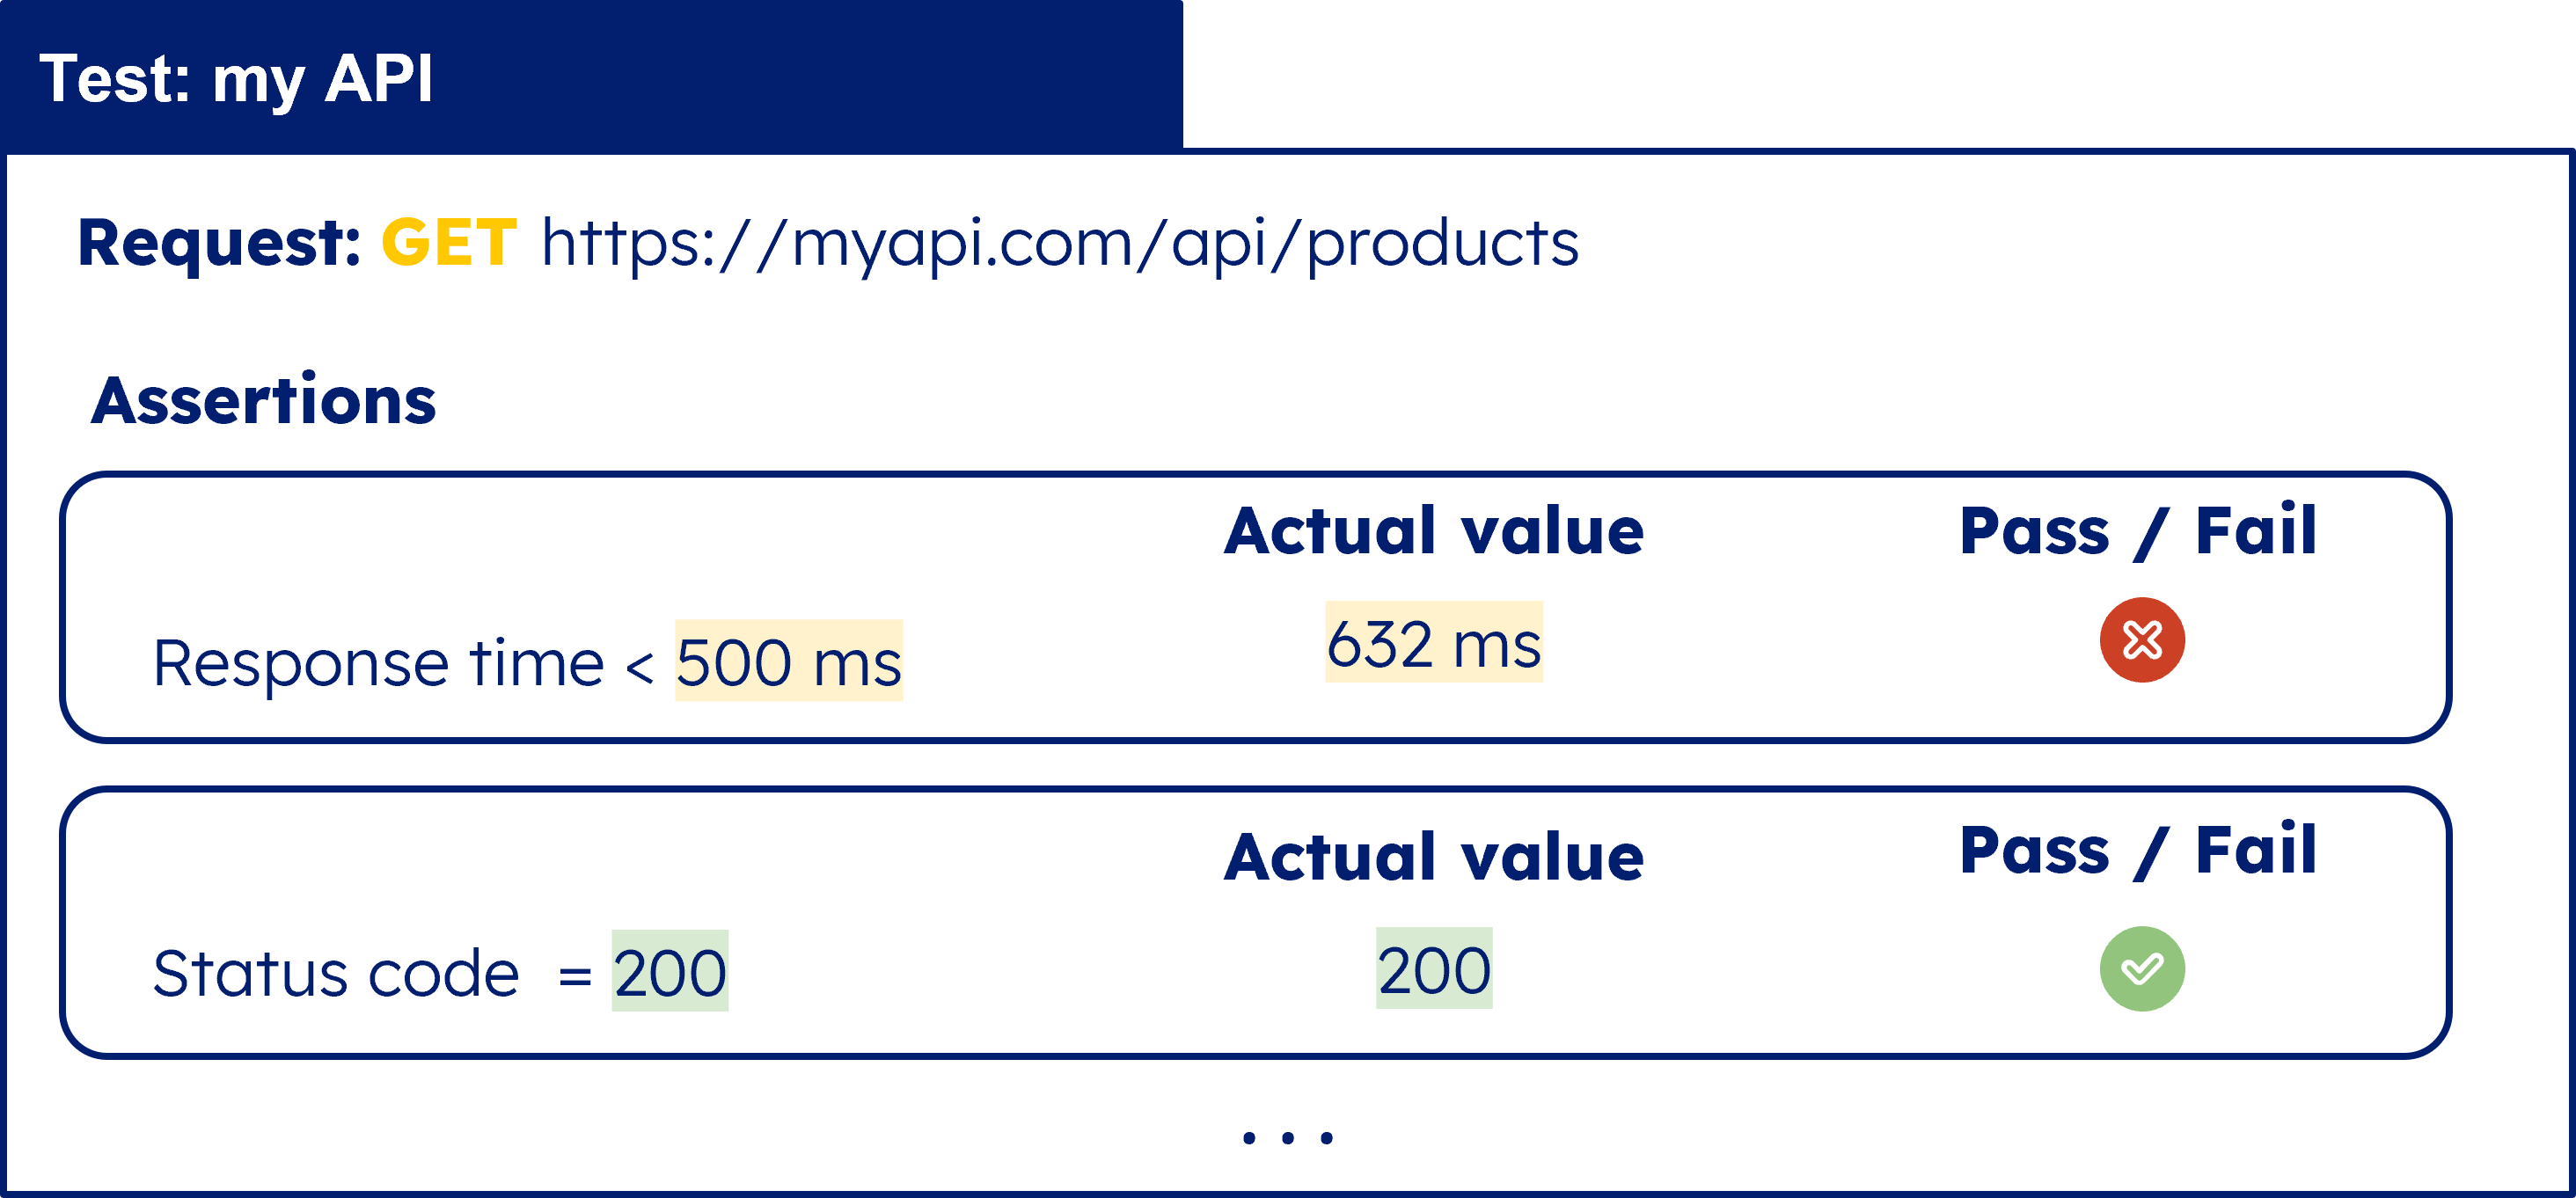 Test: my API
Request: GET https://myapi.com/api/products
Assertions
Actual value Pass / Fail
Response time < 500 ms 632 ms
Actual value Pass / Fail
Status code = 200 200
...